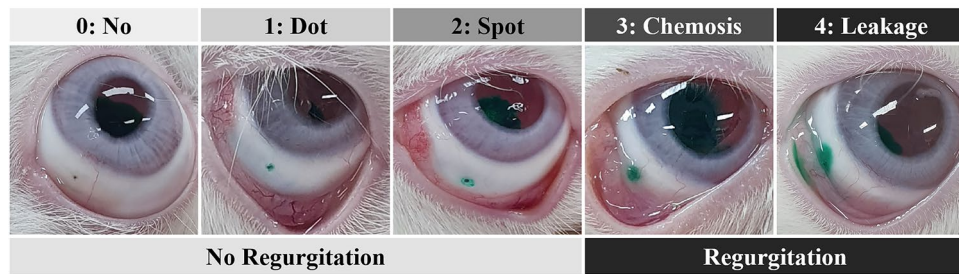 0: No
1: Dot
2: Spot
3: Chemosis
4: Leakage
No Regurgitation
Regurgitation